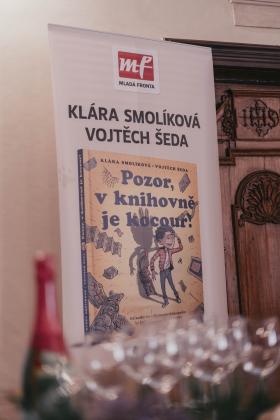 mf
MLADÁ FRONTA
KLÁRA SMOLÍKOVÁ
VOJTĚCH ŠEDA
KLÁRA SMOLÍKOVÁ · VOJTĚCH ŠEDA
Pozor,
v knihovně
je kocour!